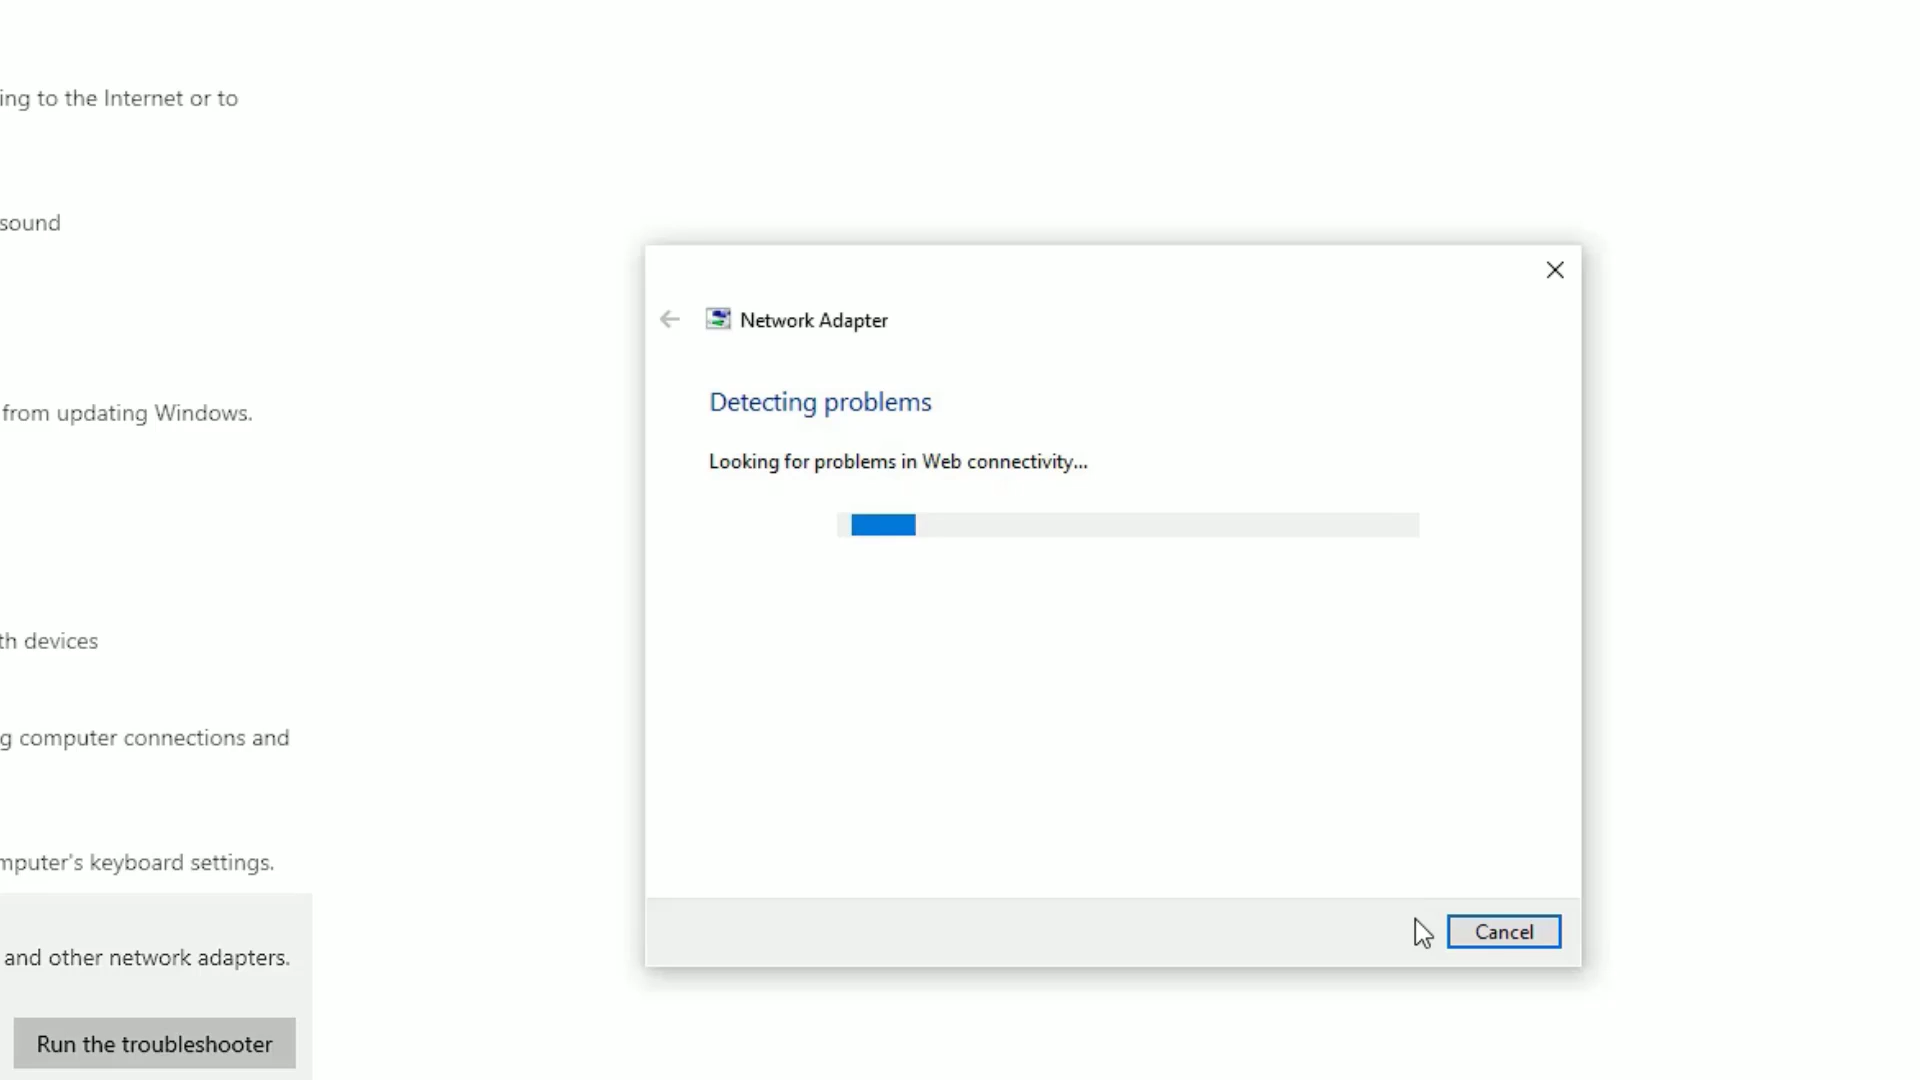 ing to the Internet or to
sound
from updating Windows.
th devices
g computer connections and
mputer's keyboard settings.
and other network adapters.
Run the troubleshooter
Network Adapter
Detecting problems
Looking for problems in Web connectivity...
Cancel